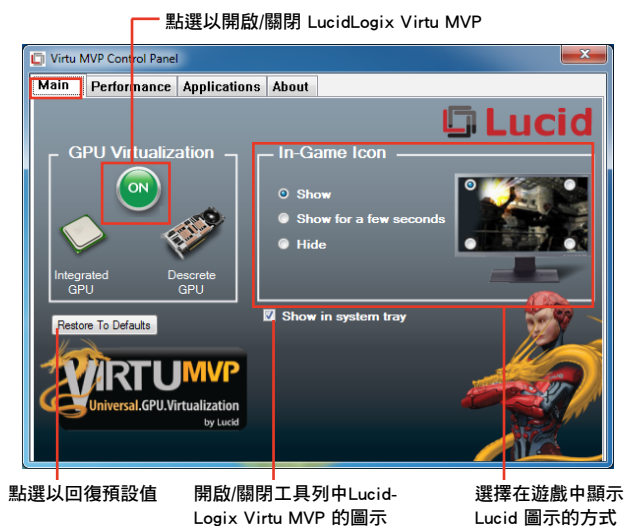 點選以開啟/關閉 LucidLogix Virtu MVP
Virtu MVP Control Panel
Main Performance Applications About
Lucid
GPU Virtualization
ON
Integrated
GPU
Descrete
GPU
In-Game Icon
Show
Show for a few seconds
Hide
Restore To Defaults
Show in system tray
VIRTU MVP
Universal.GPU.Virtualization
by Lucid
點選以回復預設值
開啟/關閉工具列中Lucid-
Logix Virtu MVP 的圖示
選擇在遊戲中顯示
Lucid 圖示的方式